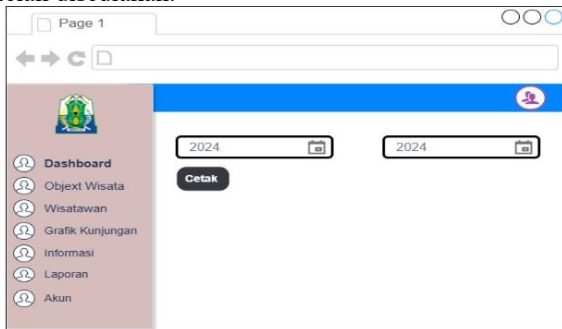 Page 1
2024 2024
Cetak
Dashboard
Objext Wisata
Wisatawan
Grafik Kunjungan
Informasi
Laporan
Akun